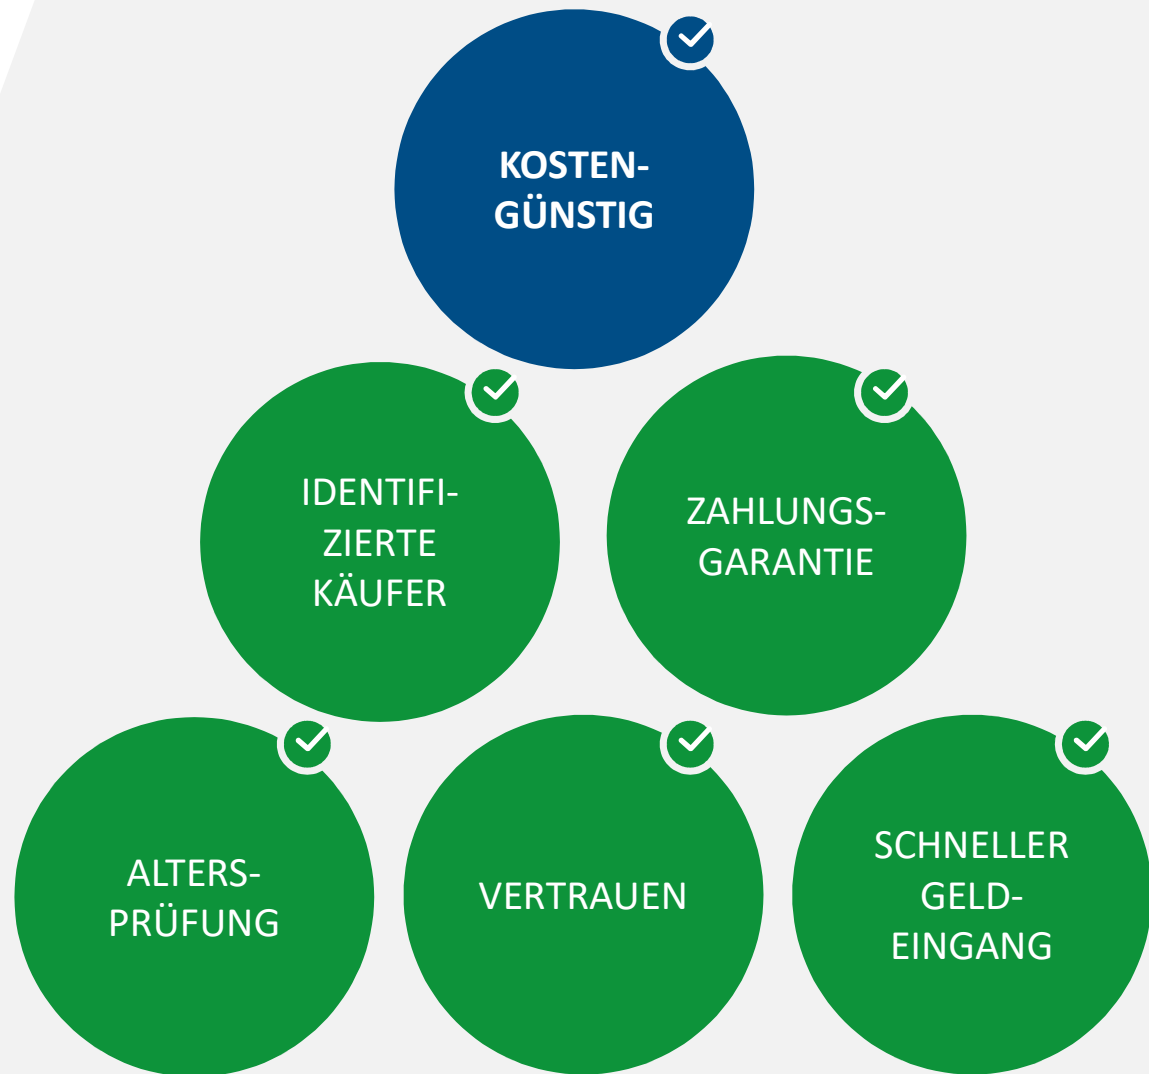 KOSTEN-
GÜNSTIG
IDENTIFI-
ZIERTE
KÄUFER
ZAHLUNGS-
GARANTIE
ALTERS-
PRÜFUNG
VERTRAUEN
SCHNELLER
GELD-
EINGANG